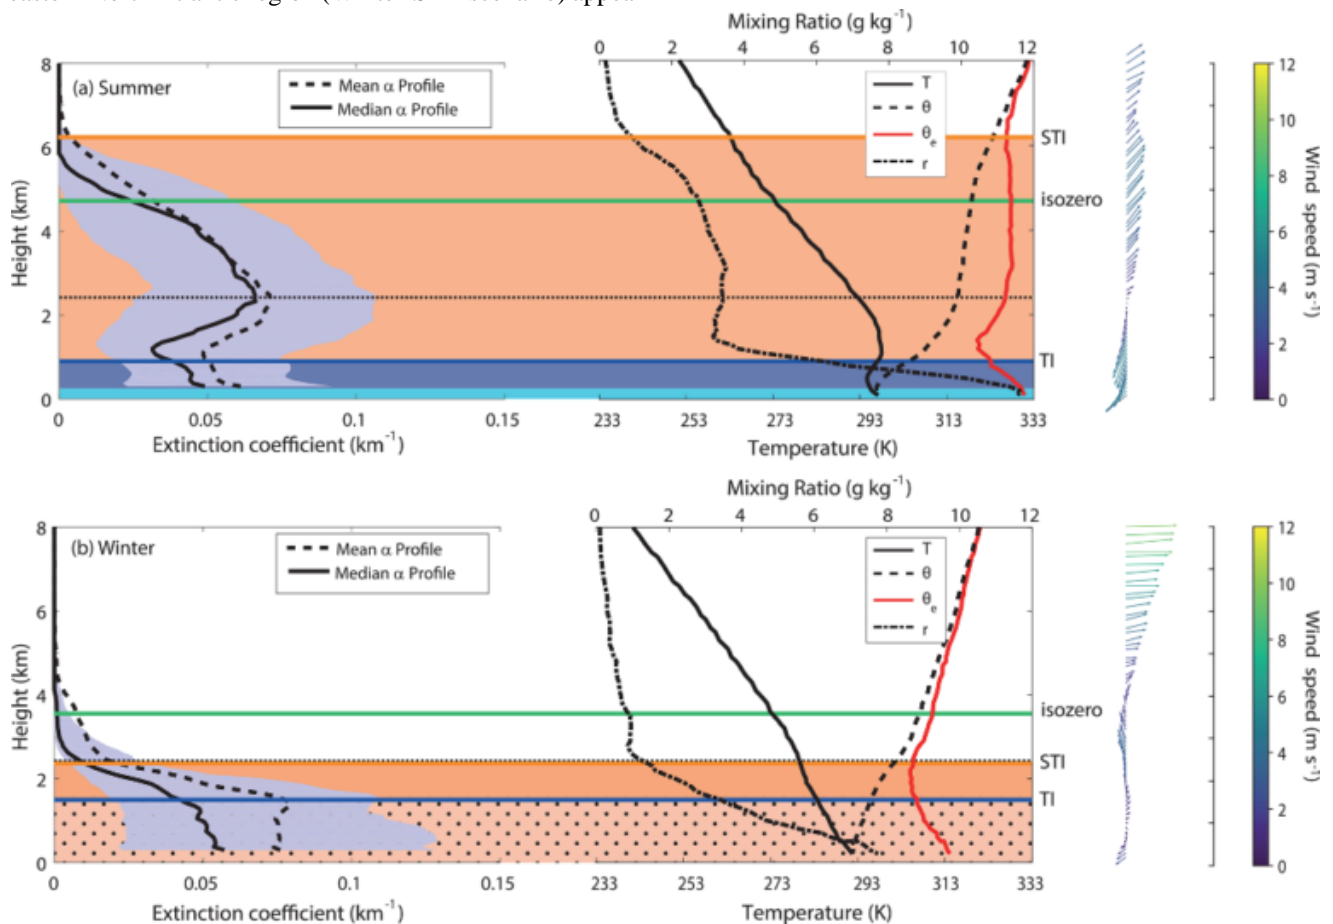 Mixing Ratio (g kg⁻¹)
0 2 4 6 8 10 12
8
6
4
2
0
Height (km)
(a) Summer
Mean α Profile
Median α Profile
T
θ
θe
r
STI
isozero
TI
0 0.05 0.1 0.15
Extinction coefficient (km⁻¹)
233 253 273 293 313 333
Temperature (K)
12
10
8
6
4
2
0
Wind speed (m s⁻¹)
Mixing Ratio (g kg⁻¹)
0 2 4 6 8 10 12
8
6
4
2
0
Height (km)
(b) Winter
Mean α Profile
Median α Profile
T
θ
θe
r
isozero
STI
TI
0 0.05 0.1 0.15
Extinction coefficient (km⁻¹)
233 253 273 293 313 333
Temperature (K)
12
10
8
6
4
2
0
Wind speed (m s⁻¹)